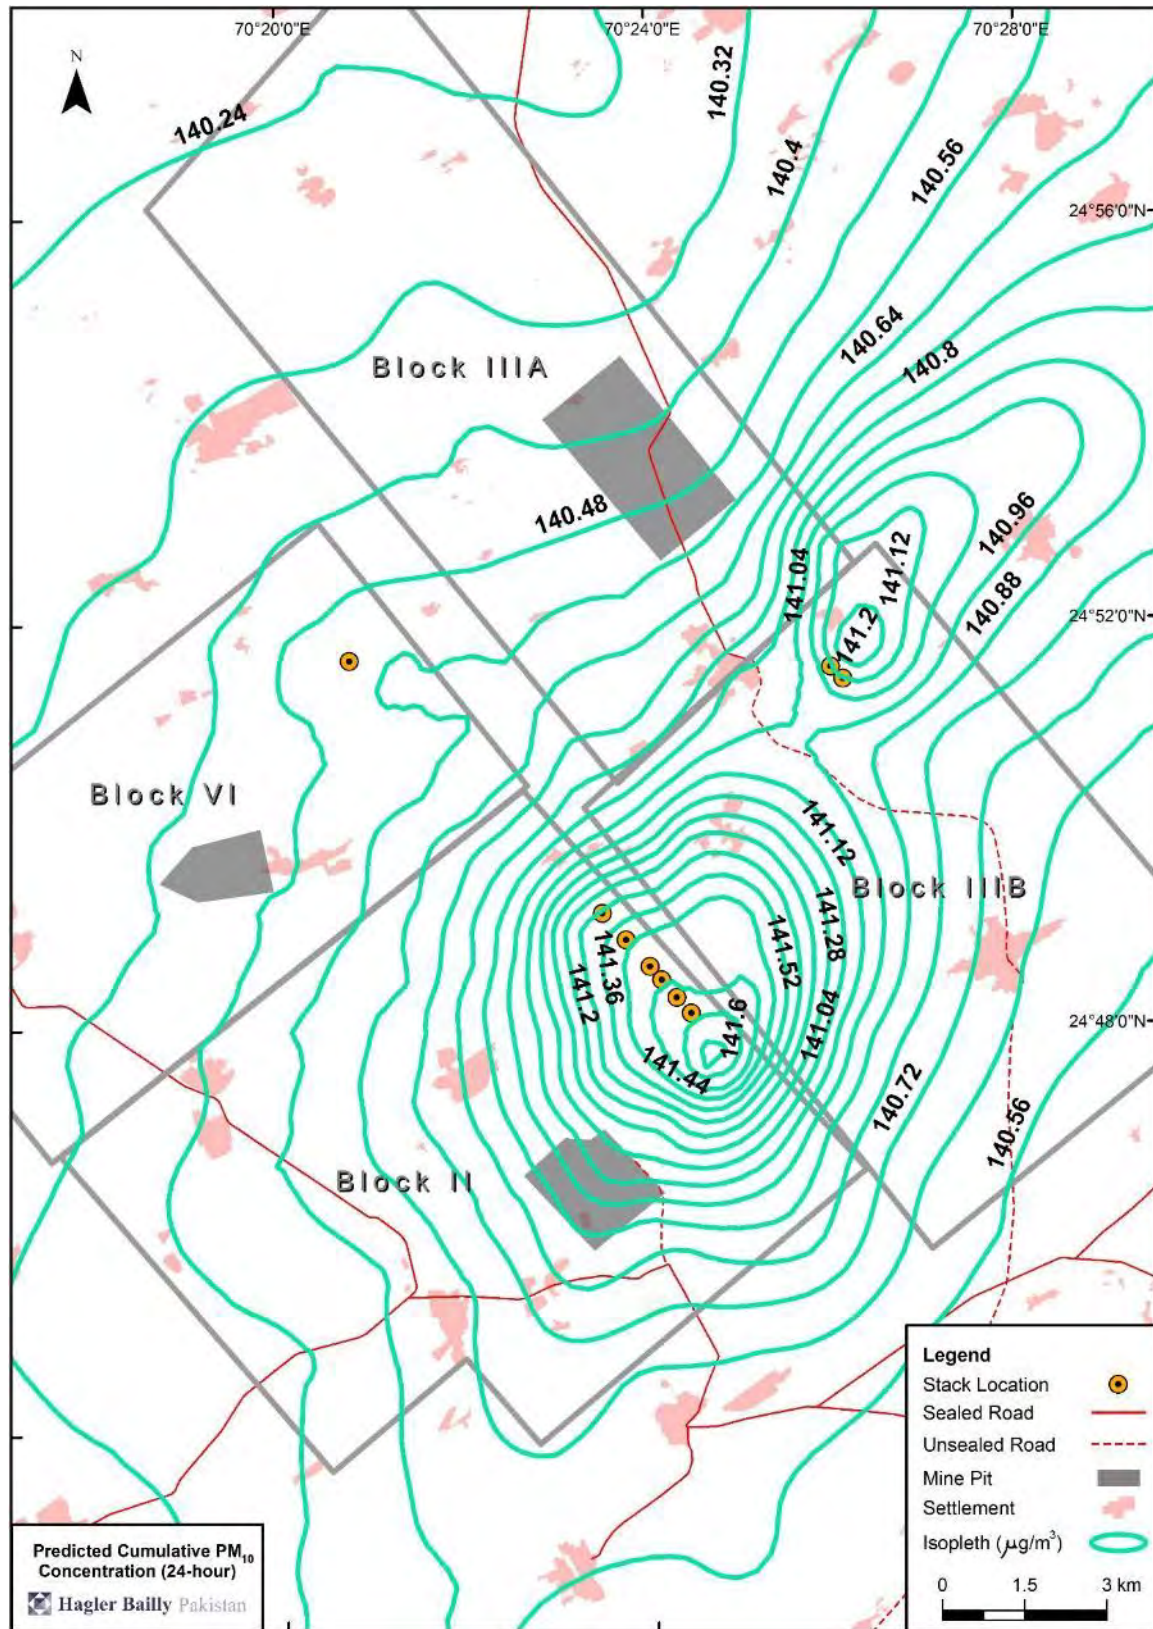 70°20'0"E
70°24'0"E
70°28'0"E
N
140.24
140.32
140.4
140.56
24°56'0"N
140.64
140.8
Block IIIA
140.48
140.96
141.04
141.12
140.88
24°52'0"N
141.2
Block VI
141.12
Block IIIB
141.28
141.52
141.36
141.2
141.04
24°48'0"N
141.6
141.44
140.72
140.56
Block II
Legend
Stack Location
Sealed Road
Unsealed Road
Mine Pit
Settlement
Isopleth (μg/m³)
0 1.5 3 km
Predicted Cumulative PM₁₀
Concentration (24-hour)
Hagler Bailly Pakistan